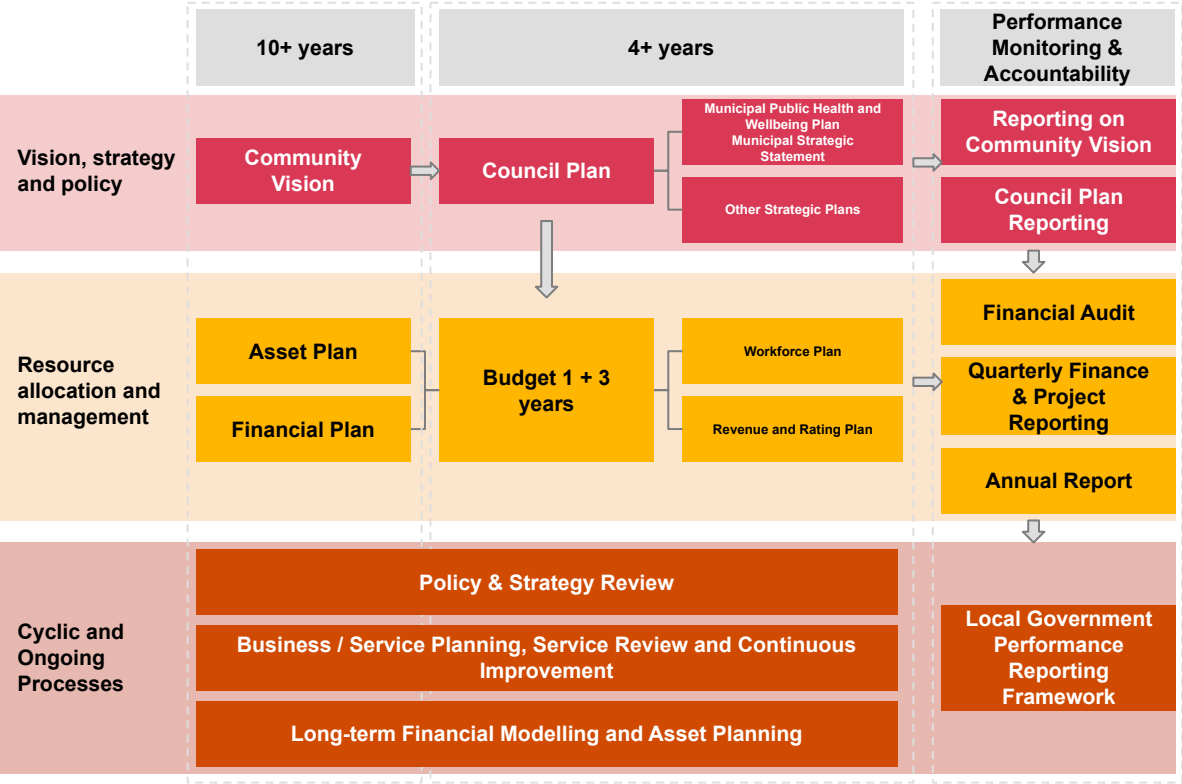 10+ years
4+ years
Performance
Monitoring &
Accountability
Vision, strategy
and policy
Community
Vision
Council Plan
Municipal Public Health and
Wellbeing Plan
Municipal Strategic
Statement
Other Strategic Plans
Reporting on
Community Vision
Council Plan
Reporting
Resource
allocation and
management
Asset Plan
Financial Plan
Budget 1 + 3
years
Workforce Plan
Revenue and Rating Plan
Financial Audit
Quarterly Finance
& Project
Reporting
Annual Report
Cyclic and
Ongoing
Processes
Policy & Strategy Review
Business / Service Planning, Service Review and Continuous
Improvement
Long-term Financial Modelling and Asset Planning
Local Government
Performance
Reporting
Framework